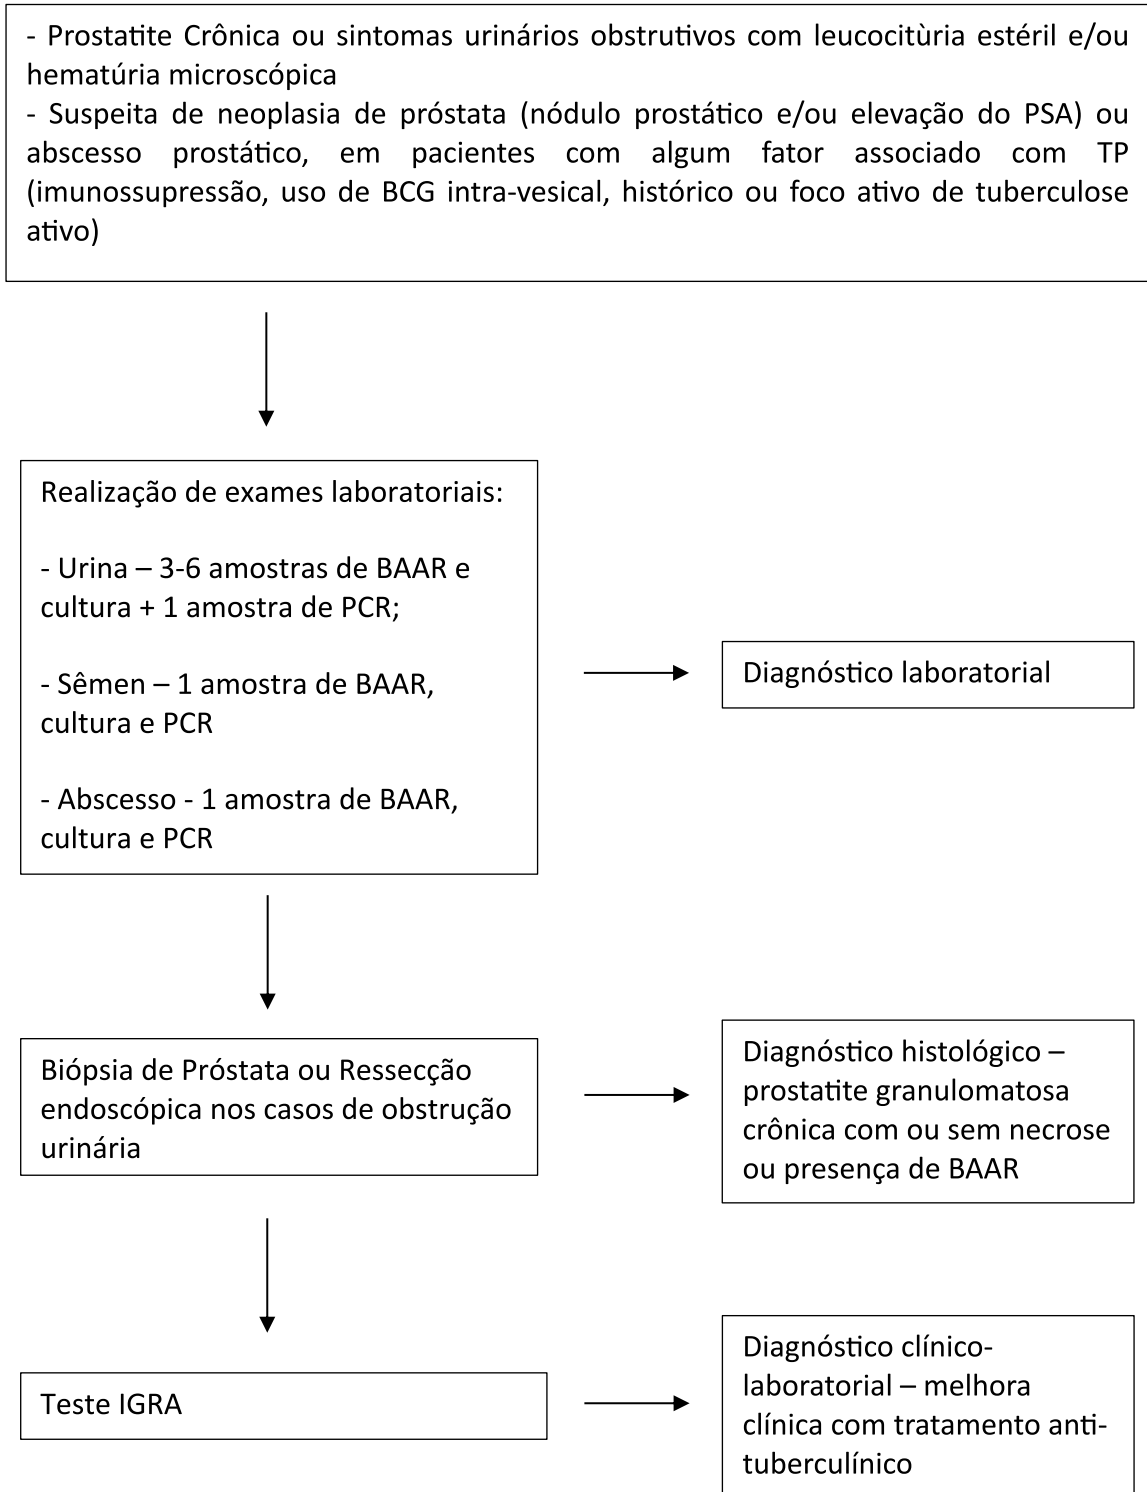 - Prostatite Crônica ou sintomas urinários obstrutivos com leucocitùria estéril e/ou
hematúria microscópica
- Suspeita de neoplasia de próstata (nódulo prostático e/ou elevação do PSA) ou
abscesso prostático, em pacientes com algum fator associado com TP
(imunossupressão, uso de BCG intra-vesical, histórico ou foco ativo de tuberculose
ativo)
Realização de exames laboratoriais:
- Urina – 3-6 amostras de BAAR e
cultura + 1 amostra de PCR;
- Sêmen – 1 amostra de BAAR,
cultura e PCR
- Abscesso - 1 amostra de BAAR,
cultura e PCR
Diagnóstico laboratorial
Biópsia de Próstata ou Ressecção
endoscópica nos casos de obstrução
urinária
Diagnóstico histológico –
prostatite granulomatosa
crônica com ou sem necrose
ou presença de BAAR
Teste IGRA
Diagnóstico clínico-
laboratorial – melhora
clínica com tratamento anti-
tuberculínico